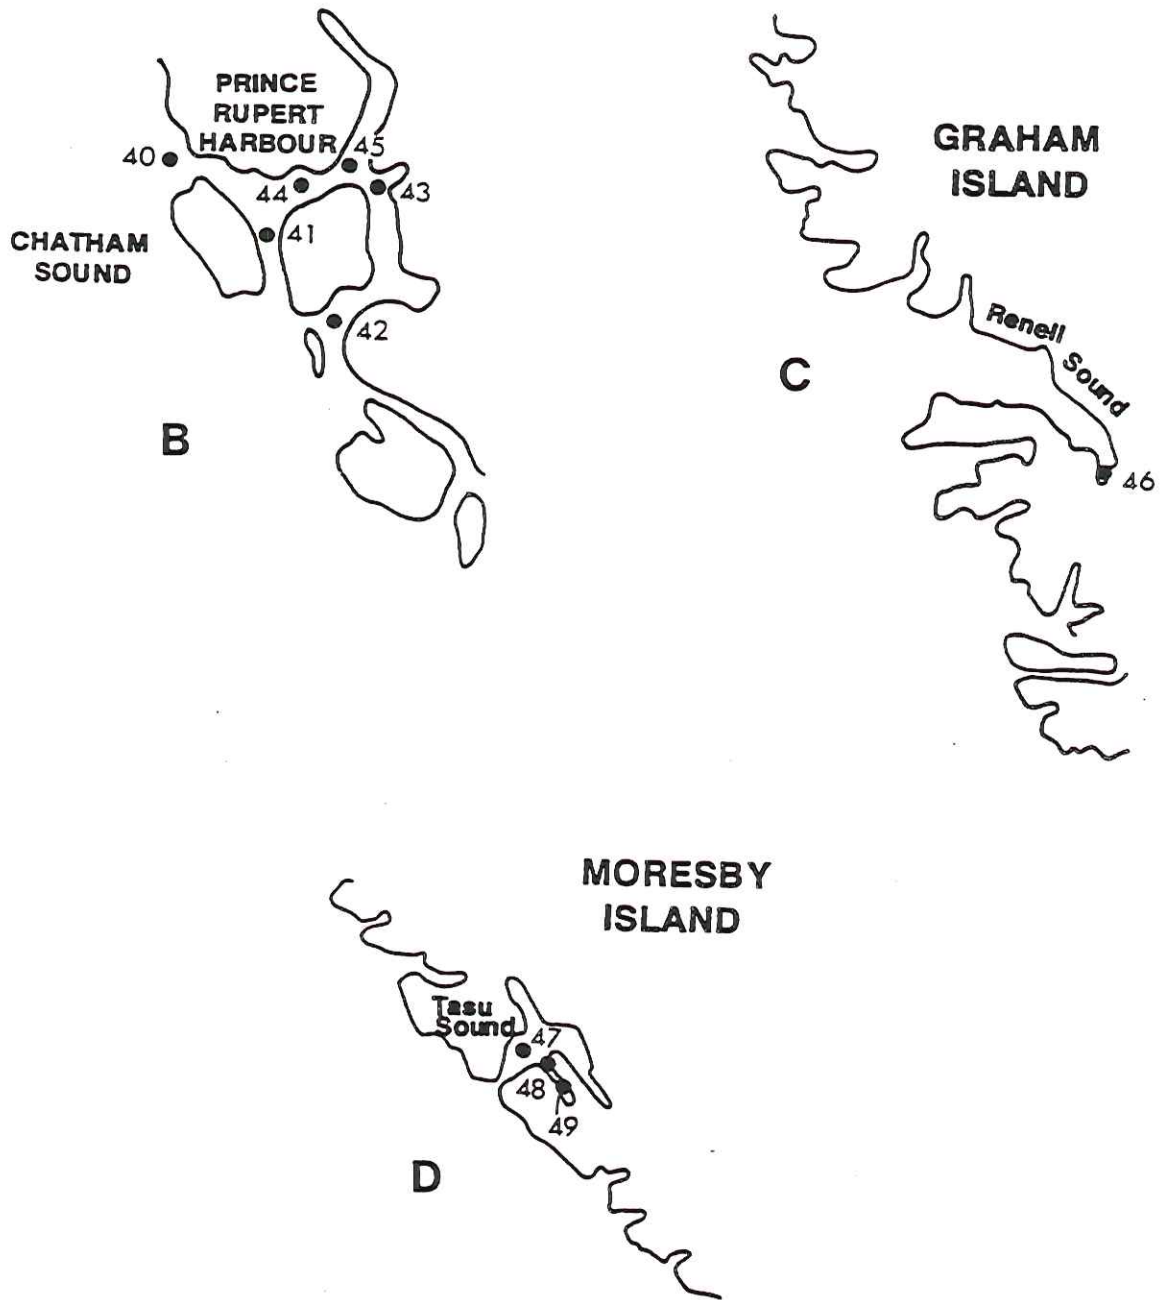 PRINCE
RUPERT
HARBOUR
40
45
44
43
CHATHAM
SOUND
41
42
B
GRAHAM
ISLAND
Renell
Sound
C
46
MORESBY
ISLAND
Tasu
Sound
47
48
49
D